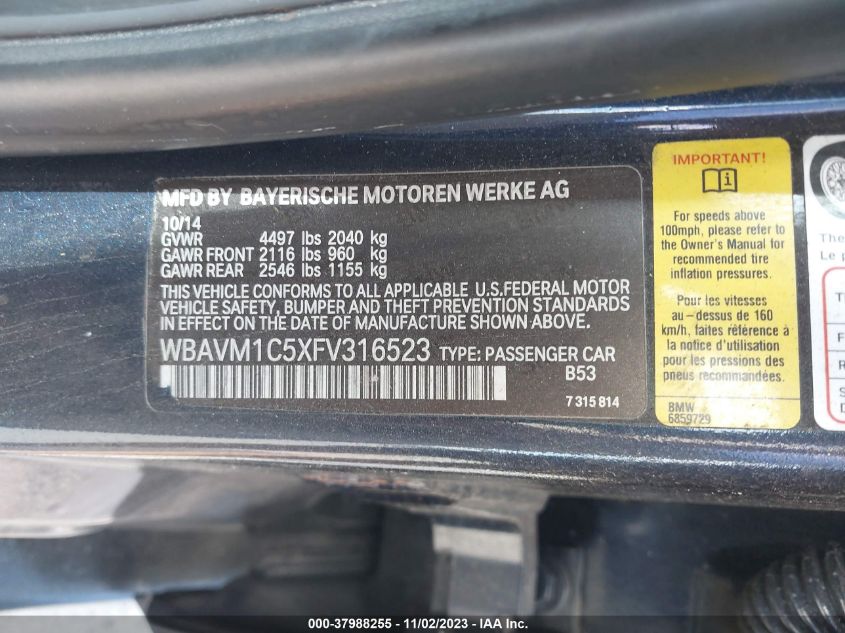 MFD BY BAYERISCHE MOTOREN WERKE AG
10/14
GVWR 4497 lbs 2040 kg
GAWR FRONT 2116 lbs 960 kg
GAWR REAR 2546 lbs 1155 kg
THIS VEHICLE CONFORMS TO ALL APPLICABLE U.S.FEDERAL MOTOR
VEHICLE SAFETY, BUMPER AND THEFT PREVENTION STANDARDS
IN EFFECT ON THE DATE OF MANUFACTURE SHOWN ABOVE.
WBAVM1C5XFV316523 TYPE: PASSENGER CAR
B53
7 315 814
IMPORTANT!
For speeds above
100mph, please refer to
the Owner's Manual for
recommended tire
inflation pressures.
Pour les vitesses
au-dessus de 160
km/h, faites référence
à la notice pour les
pneus recommandés.
BMW
6859729
The
Le p
T
F
R
S
D
000-37988255 - 11/02/2023 - IAA, Inc.